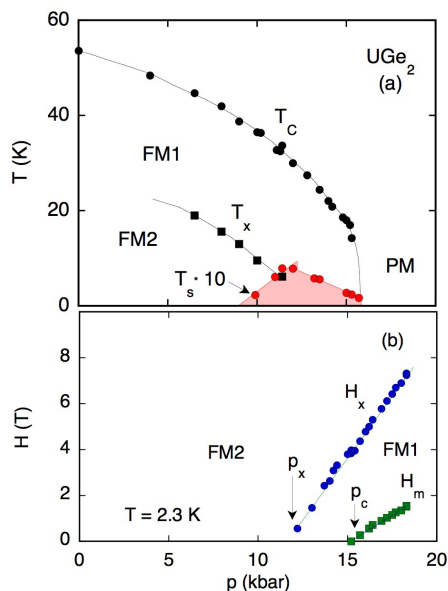 60
UGe2
(a)
40
TC
T (K)
FM1
20
Tx
FM2
PM
Ts · 10
0
(b)
8
Hx
6
H (T)
FM2
FM1
4
px
pc
Hm
2
T = 2.3 K
0
0 5 10 15 20
p (kbar)